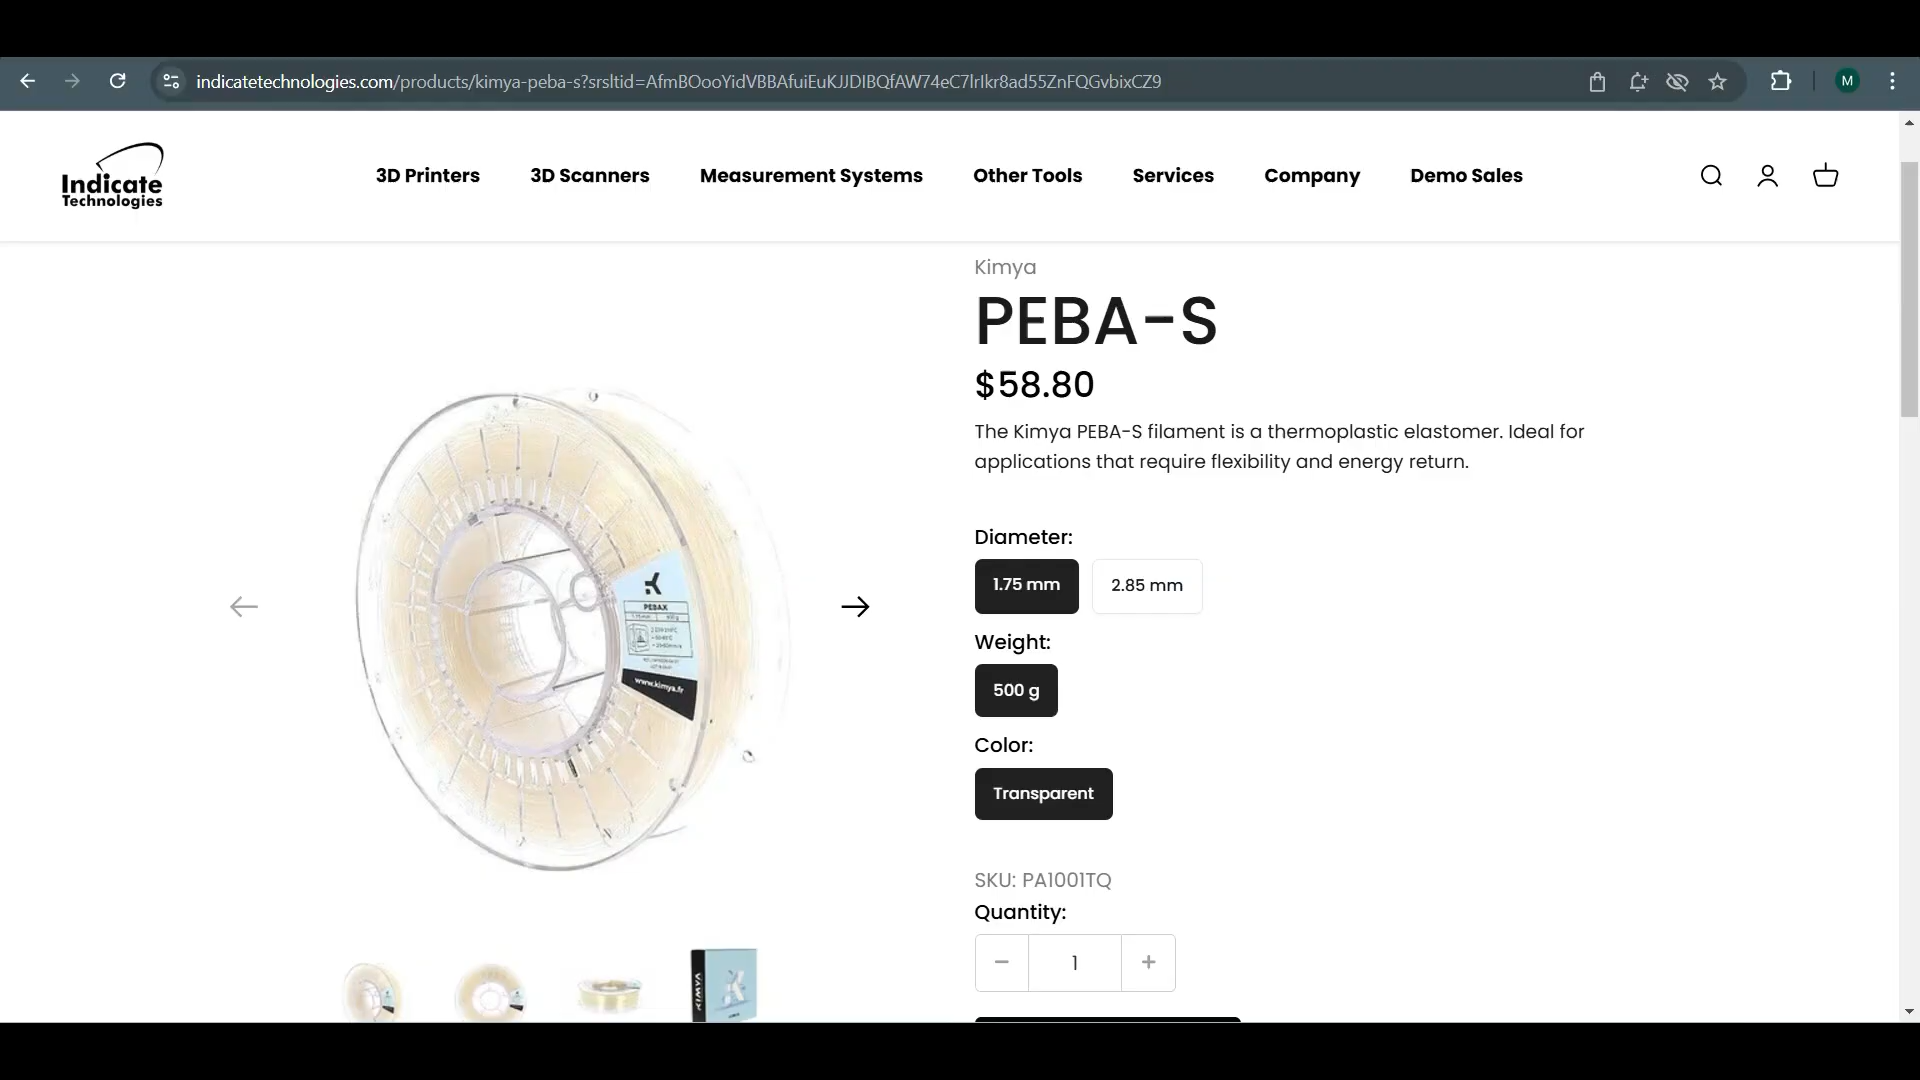 indicatetechnologies.com/products/kimya-peba-s?srsltid=AfmBOooYidVBBAfuiEuKJJDIBQfAW74eC7lrIkr8ad55ZnFQGvbixCZ9
M
Indicate
Technologies
3D Printers
3D Scanners
Measurement Systems
Other Tools
Services
Company
Demo Sales
Kimya
PEBA-S
$58.80
The Kimya PEBA-S filament is a thermoplastic elastomer. Ideal for
applications that require flexibility and energy return.
Diameter:
1.75 mm
2.85 mm
Weight:
500 g
Color:
Transparent
SKU: PA1001TQ
Quantity:
1
PEBAX
www.kimya.fr
KIMYA